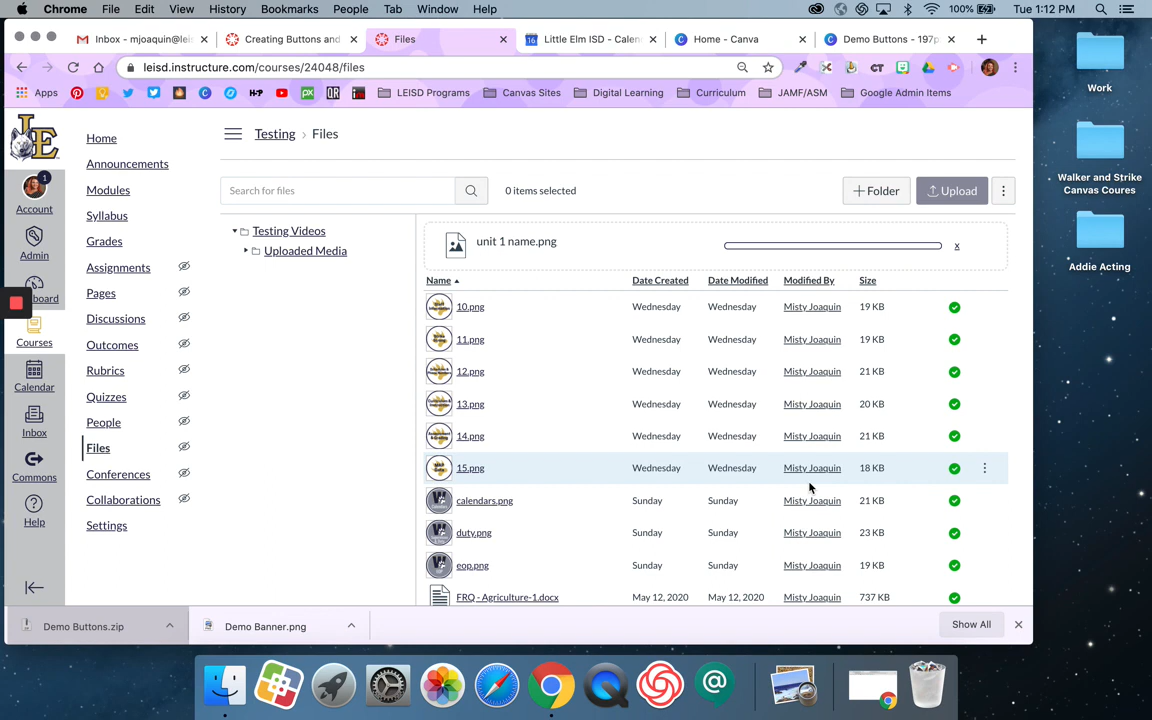 Chrome File Edit View History Bookmarks People Tab Window Help 100% Tue 1:12 PM
Inbox - mjoaquin@lei Creating Buttons and Files Little Elm ISD - Calen Home - Canva Demo Buttons - 197p
leisd.instructure.com/courses/24048/files
Apps LEISD Programs Canvas Sites Digital Learning Curriculum JAMF/ASM Google Admin Items
Work
Walker and Strike
Canvas Coures
Addie Acting
LE
1
Account
Admin
board
Courses
Calendar
Inbox
Commons
Help
Home
Announcements
Modules
Syllabus
Grades
Assignments
Pages
Discussions
Outcomes
Rubrics
Quizzes
People
Files
Conferences
Collaborations
Settings
Testing › Files
Search for files 0 items selected + Folder Upload
Testing Videos
Uploaded Media
unit 1 name.png x
Name Date Created Date Modified Modified By Size
10.png Wednesday Wednesday Misty Joaquin 19 KB
11.png Wednesday Wednesday Misty Joaquin 19 KB
12.png Wednesday Wednesday Misty Joaquin 21 KB
13.png Wednesday Wednesday Misty Joaquin 20 KB
14.png Wednesday Wednesday Misty Joaquin 21 KB
15.png Wednesday Wednesday Misty Joaquin 18 KB
calendars.png Sunday Sunday Misty Joaquin 21 KB
duty.png Sunday Sunday Misty Joaquin 23 KB
eop.png Sunday Sunday Misty Joaquin 19 KB
FRQ - Agriculture-1.docx May 12, 2020 May 12, 2020 Misty Joaquin 737 KB
Demo Buttons.zip Demo Banner.png Show All